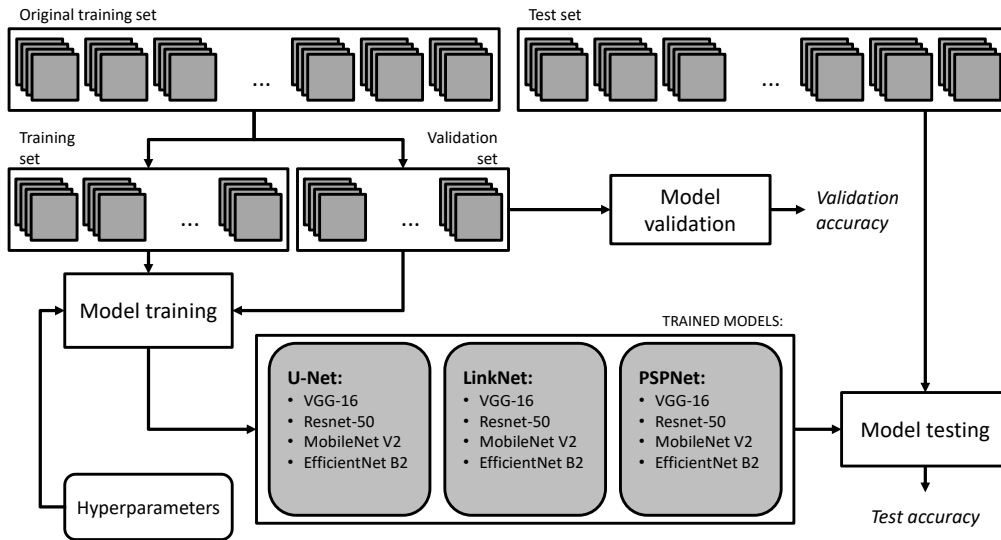 Original training set
Test set
...
...
Training
set
Validation
set
...
...
Model
validation
Validation
accuracy
Model training
TRAINED MODELS:
U-Net:
• VGG-16
• Resnet-50
• MobileNet V2
• EfficientNet B2
LinkNet:
• VGG-16
• Resnet-50
• MobileNet V2
• EfficientNet B2
PSPNet:
• VGG-16
• Resnet-50
• MobileNet V2
• EfficientNet B2
Model testing
Hyperparameters
Test accuracy